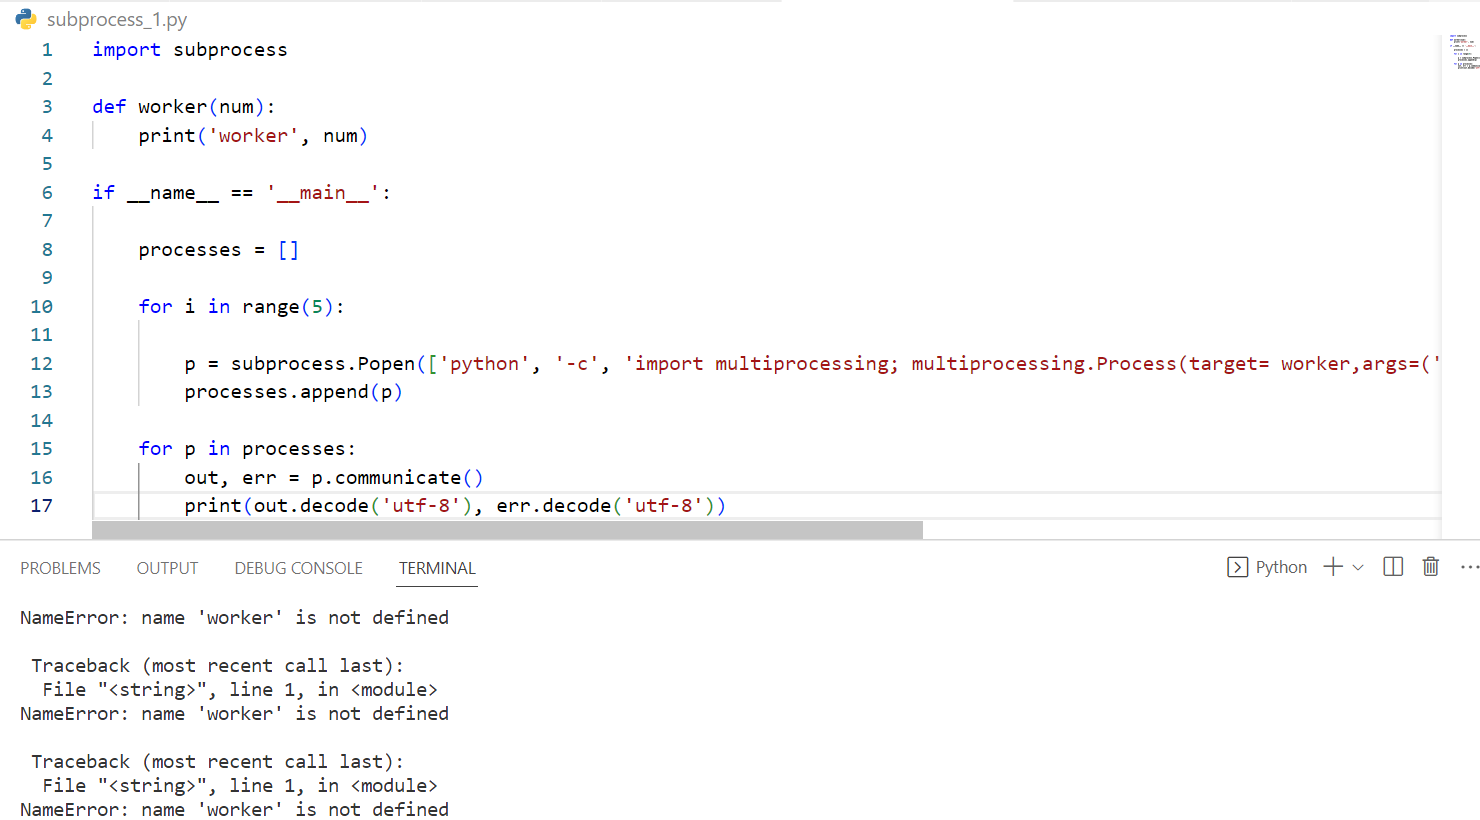 subprocess_1.py
1 import subprocess
2
3 def worker(num):
4     print('worker', num)
5
6 if __name__ == '__main__':
7
8     processes = []
9
10     for i in range(5):
11
12         p = subprocess.Popen(['python', '-c', 'import multiprocessing; multiprocessing.Process(target= worker,args=('
13         processes.append(p)
14
15     for p in processes:
16         out, err = p.communicate()
17         print(out.decode('utf-8'), err.decode('utf-8'))
PROBLEMS OUTPUT DEBUG CONSOLE TERMINAL Python
NameError: name 'worker' is not defined
Traceback (most recent call last):
  File "<string>", line 1, in <module>
NameError: name 'worker' is not defined
Traceback (most recent call last):
  File "<string>", line 1, in <module>
NameError: name 'worker' is not defined